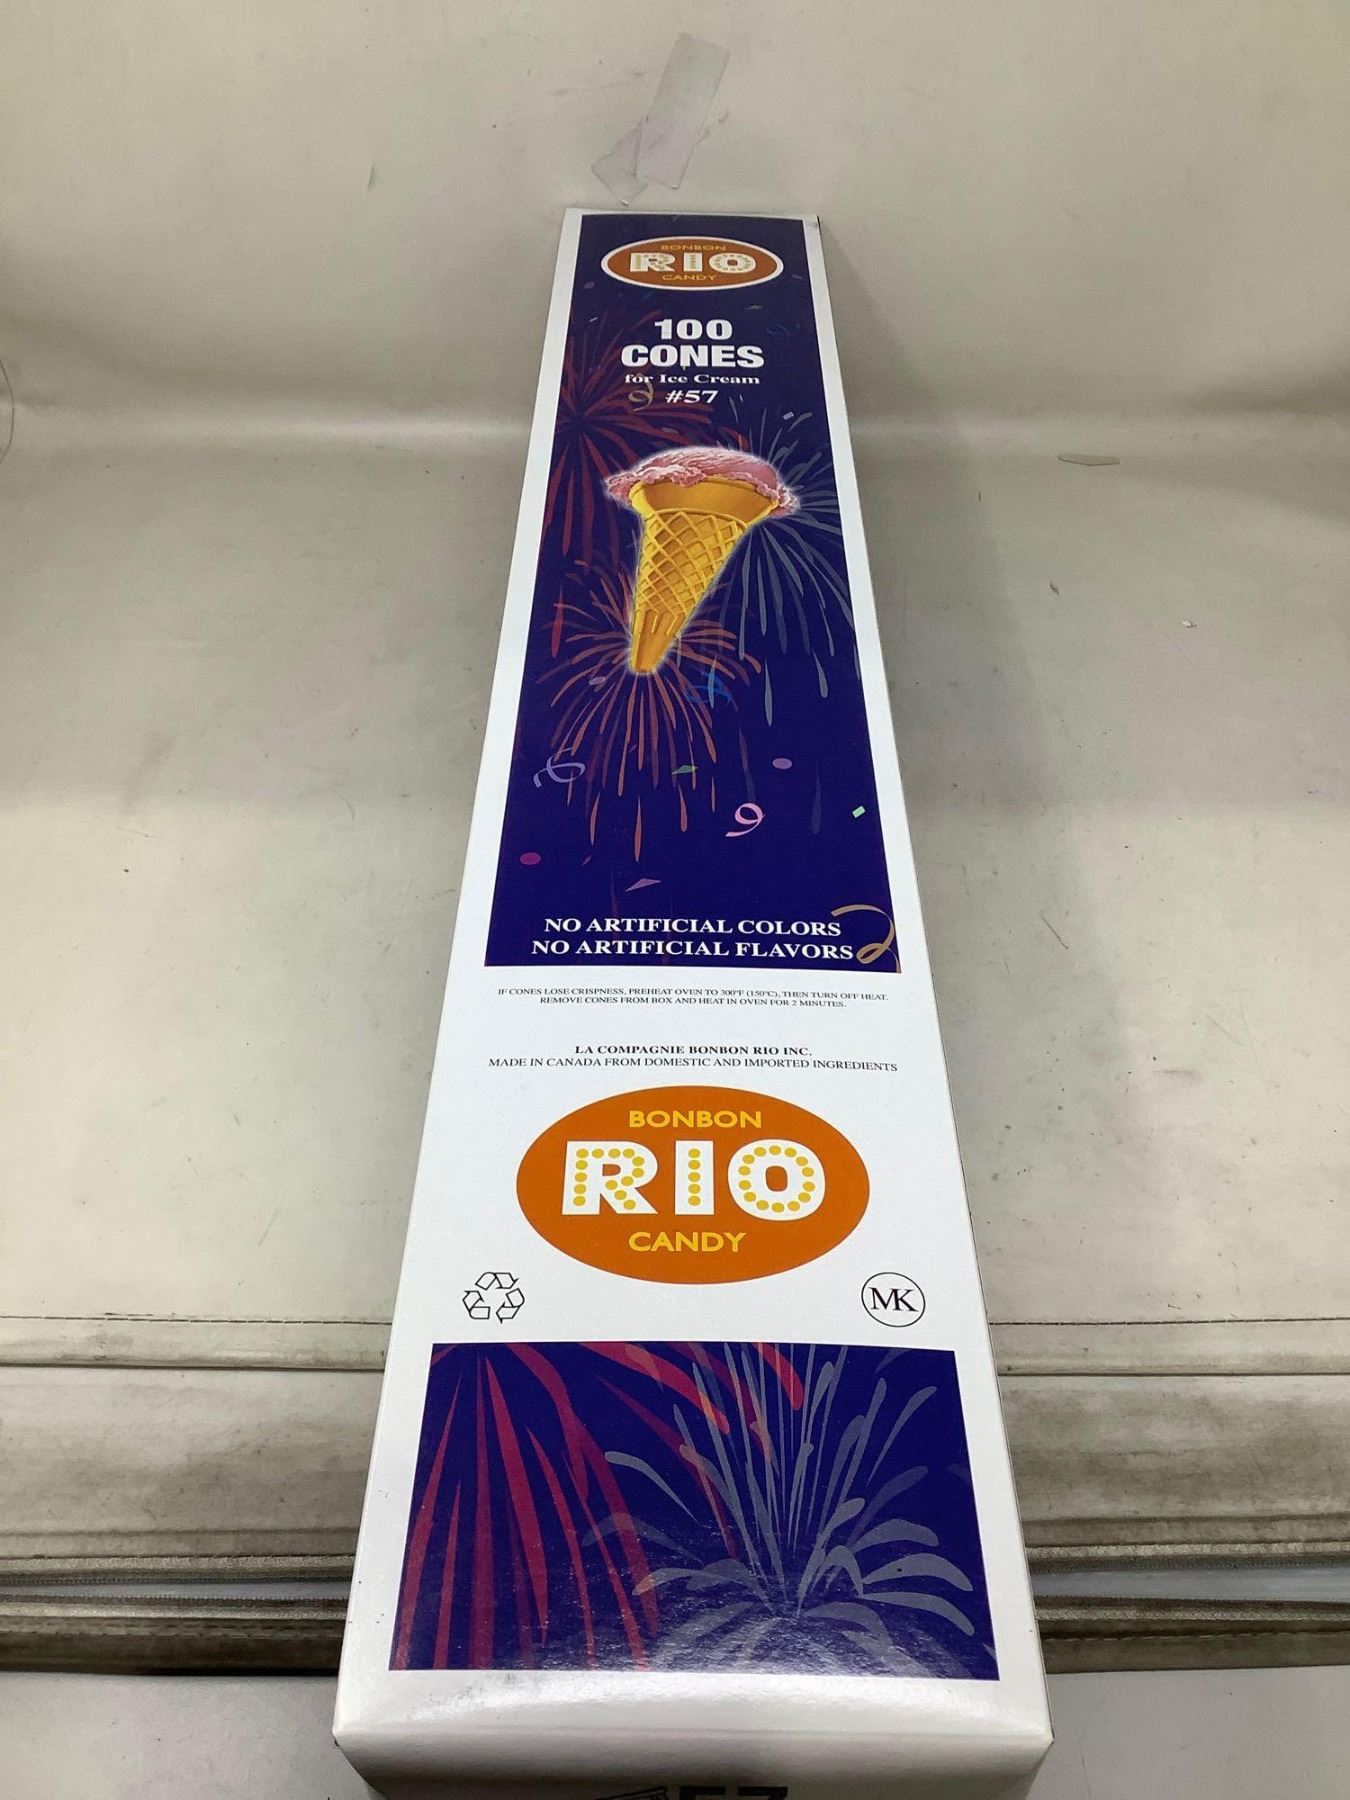 BONBON
RIO
CANDY
100
CONES
for Ice Cream
#57
NO ARTIFICIAL COLORS
NO ARTIFICIAL FLAVORS
IF CONES LOSE CRISPNESS, PREHEAT OVEN TO 300°F (150°C), THEN TURN OFF HEAT.
REMOVE CONES FROM BOX AND HEAT IN OVEN FOR 2 MINUTES.
LA COMPAGNIE BONBON RIO INC.
MADE IN CANADA FROM DOMESTIC AND IMPORTED INGREDIENTS
BONBON
RIO
CANDY
MK